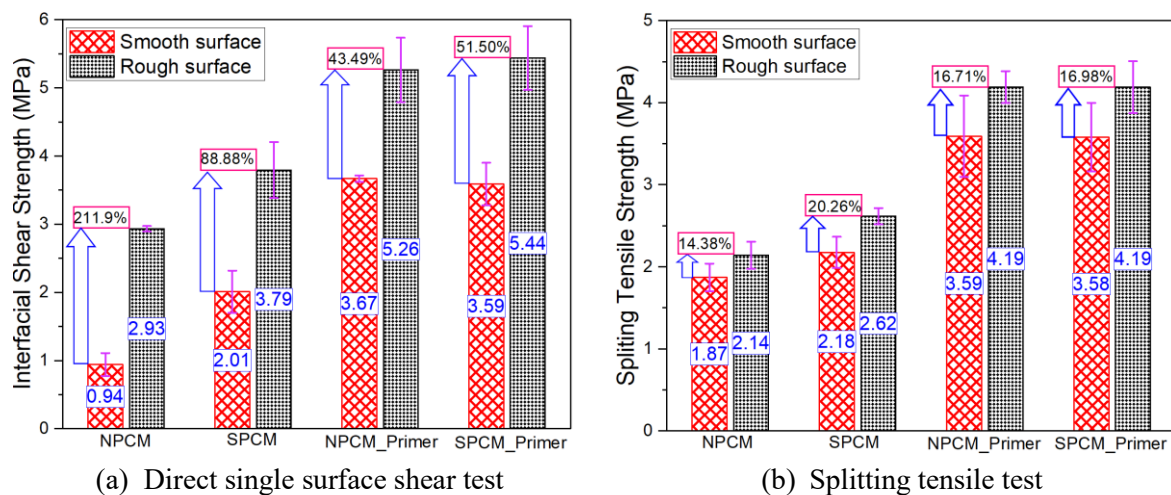 6
5
4
3
2
1
0
Interfacial Shear Strength (MPa)
Smooth surface
Rough surface
211.9%
88.88%
43.49%
51.50%
0.94
2.93
2.01
3.79
3.67
5.26
3.59
5.44
NPCM
SPCM
NPCM_Primer
SPCM_Primer
(a) Direct single surface shear test
5
4
3
2
1
0
Spliting Tensile Strength (MPa)
Smooth surface
Rough surface
14.38%
20.26%
16.71%
16.98%
1.87
2.14
2.18
2.62
3.59
4.19
3.58
4.19
NPCM
SPCM
NPCM_Primer
SPCM_Primer
(b) Splitting tensile test